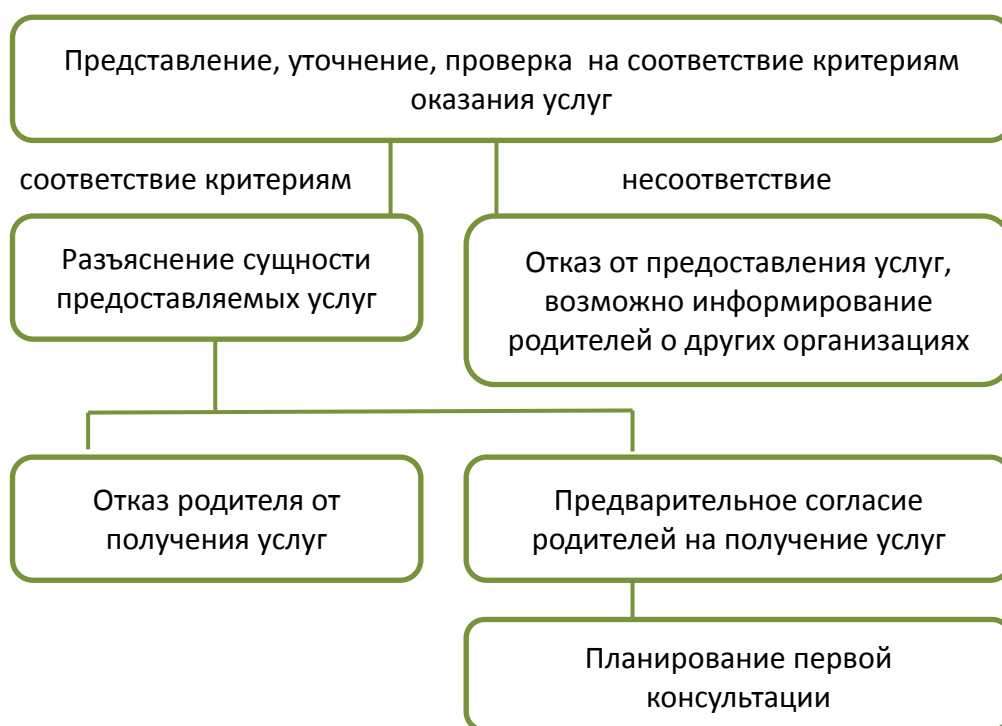 Представление, уточнение, проверка  на соответствие критериям
оказания услуг
соответствие критериям
несоответствие
Разъяснение сущности
предоставляемых услуг
Отказ от предоставления услуг,
возможно информирование
родителей о других организациях
Отказ родителя от
получения услуг
Предварительное согласие
родителей на получение услуг
Планирование первой
консультации